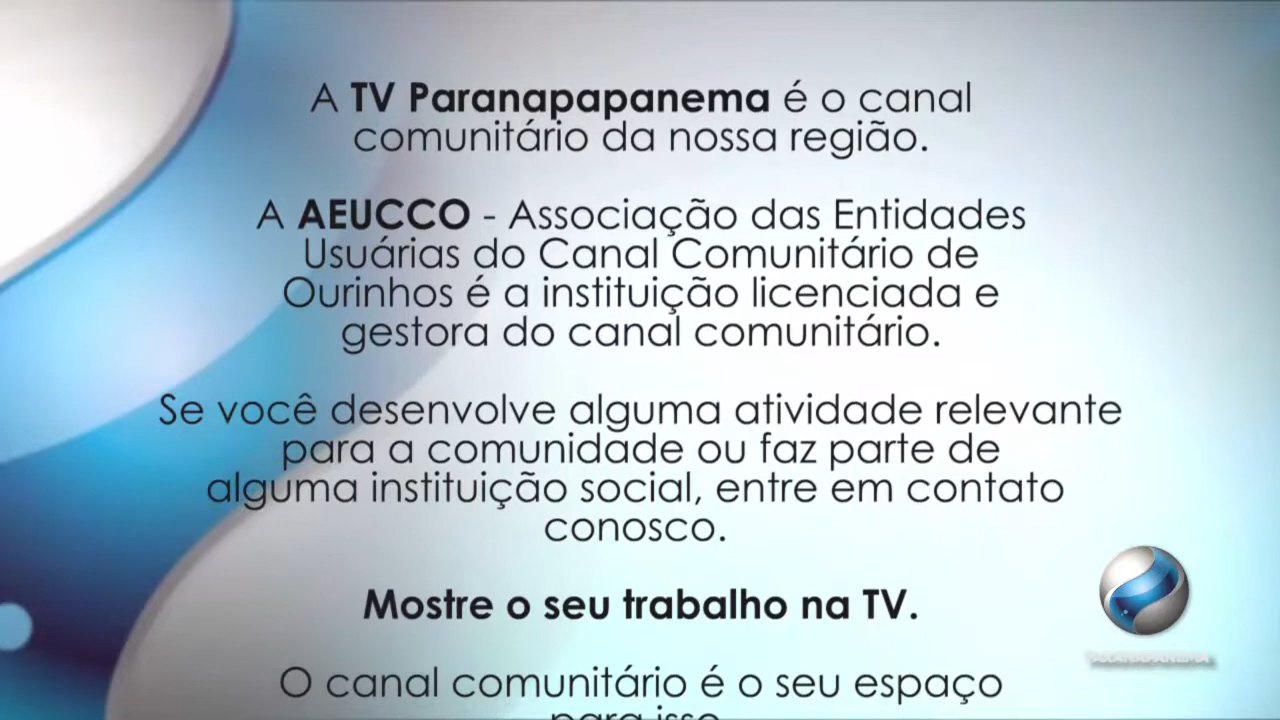 A TV Paranapapanema é o canal
comunitário da nossa região.
A AEUCCO - Associação das Entidades
Usuárias do Canal Comunitário de
Ourinhos é a instituição licenciada e
gestora do canal comunitário.
Se você desenvolve alguma atividade relevante
para a comunidade ou faz parte de
alguma instituição social, entre em contato
conosco.
Mostre o seu trabalho na TV.
O canal comunitário é o seu espaço
para isso.
PARANAPANEMA